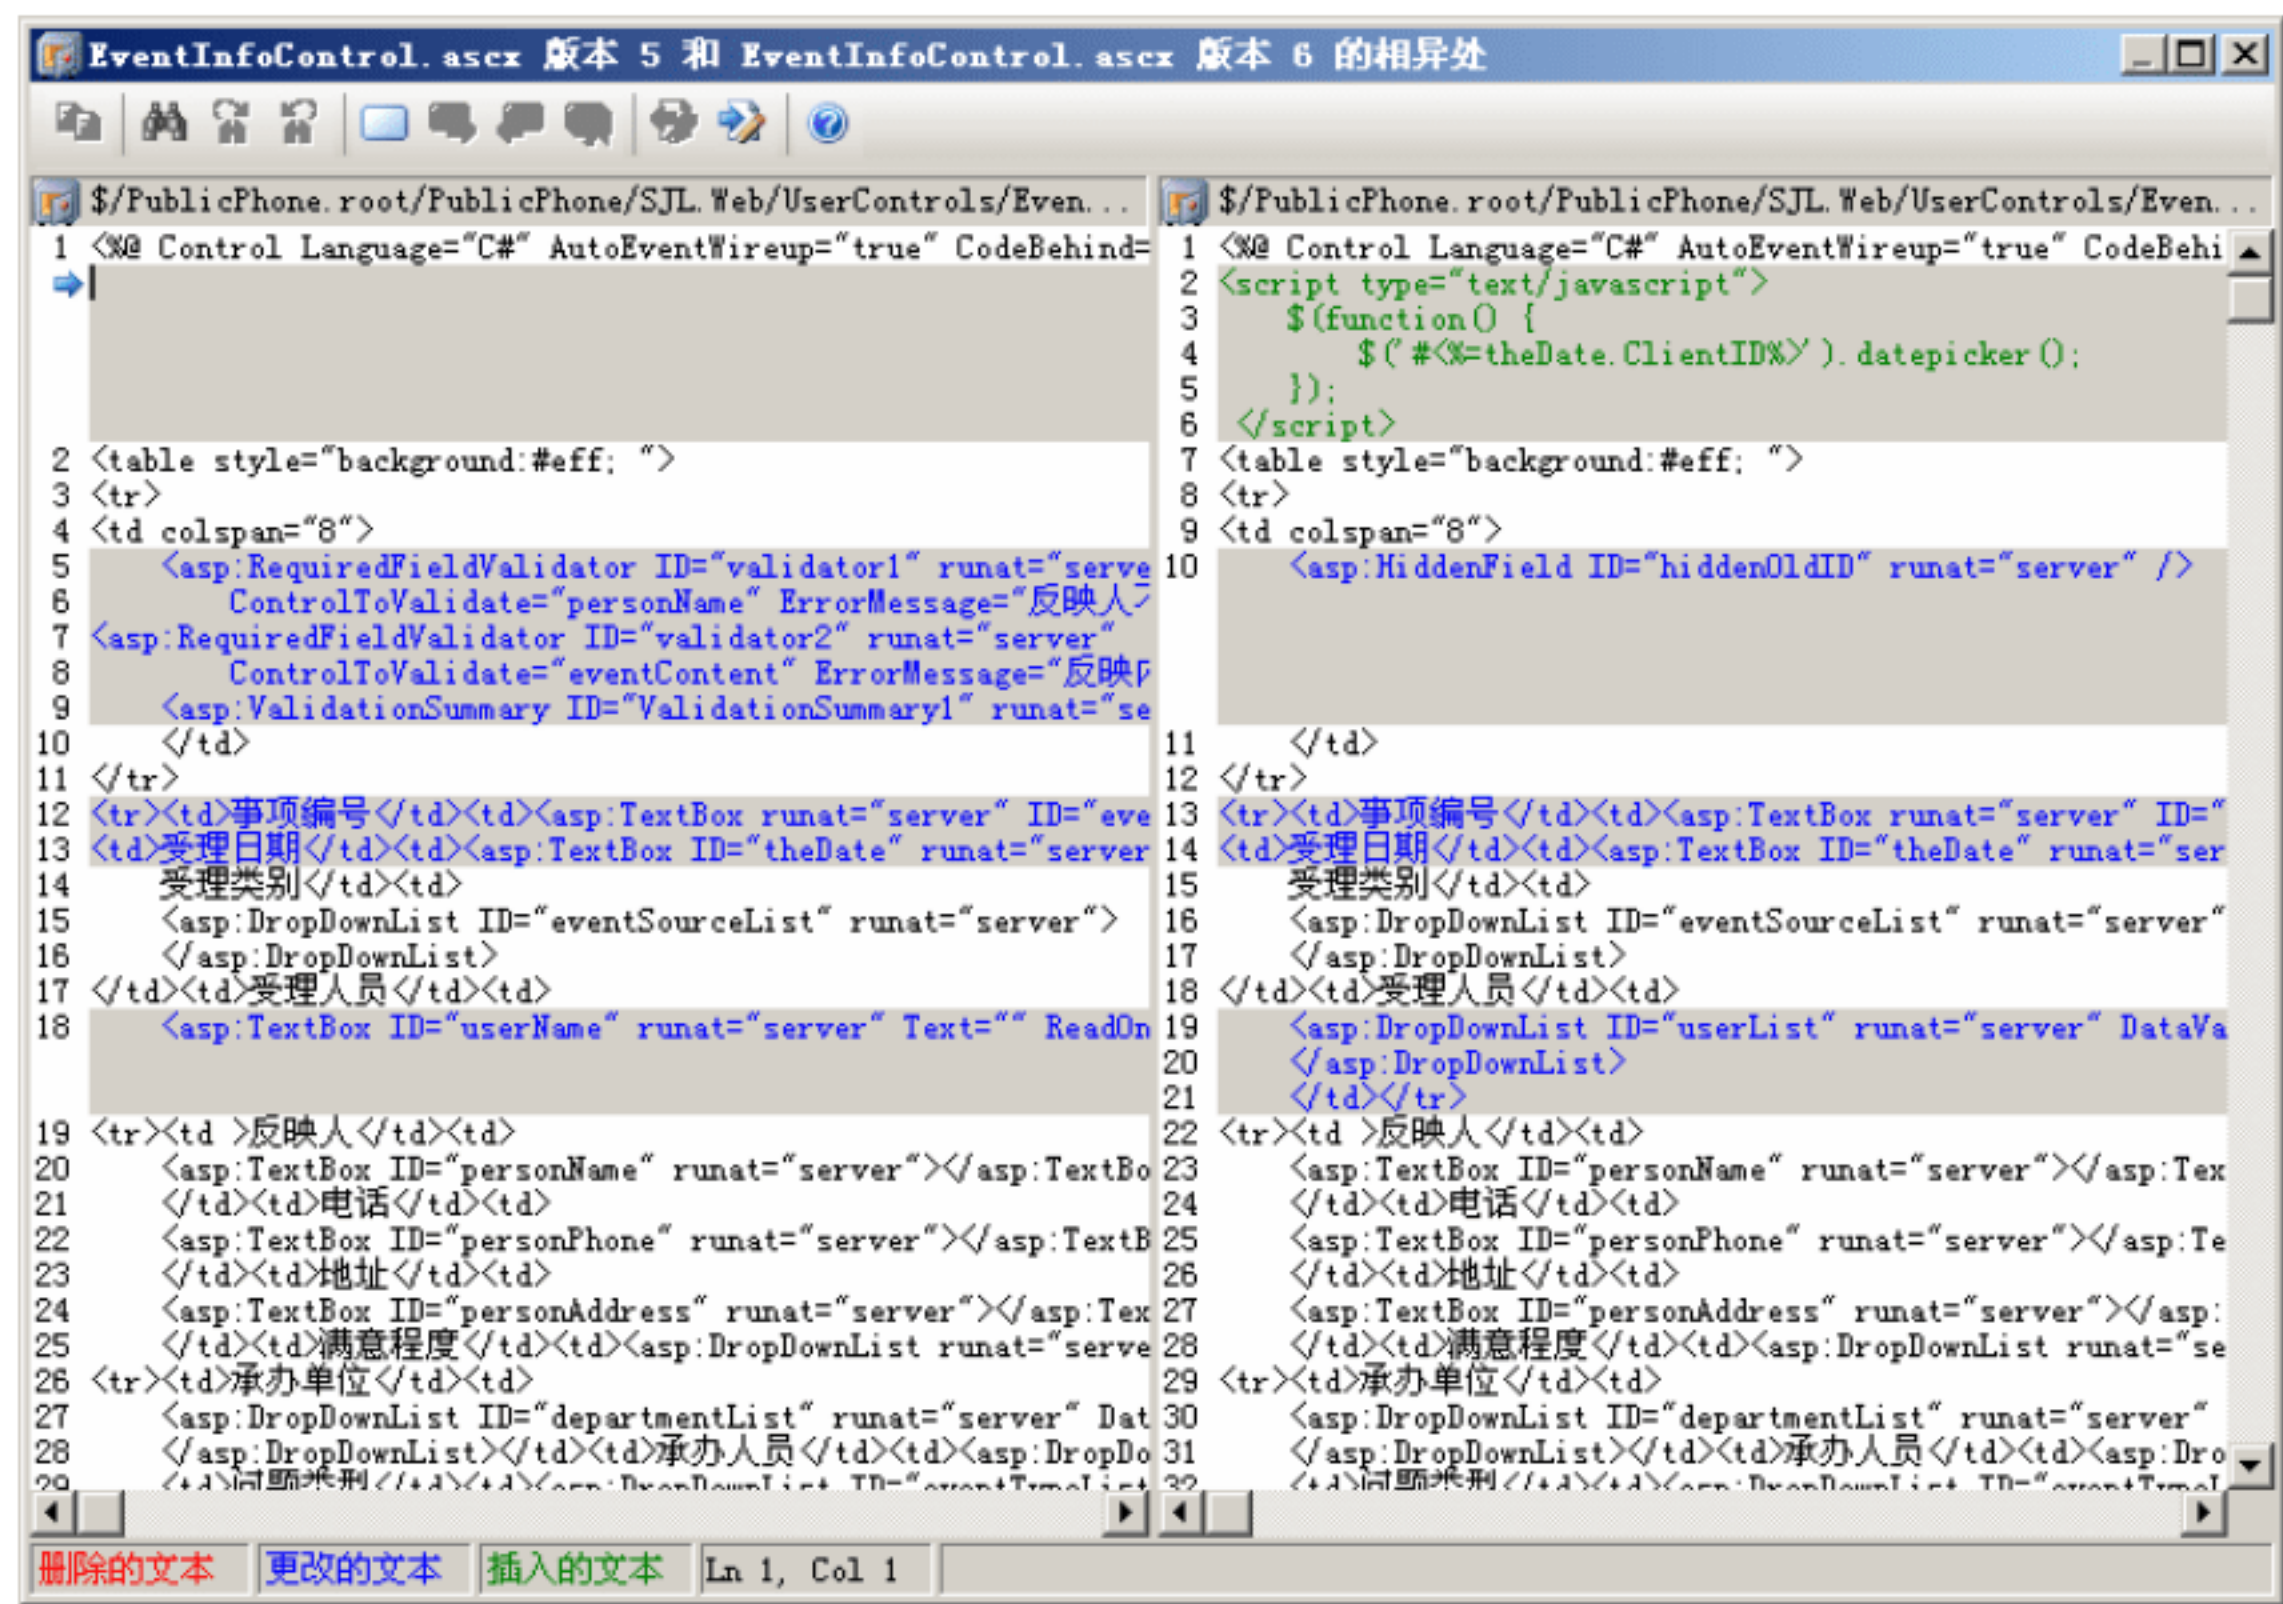 EventInfoControl.ascx 版本 5 和 EventInfoControl.ascx 版本 6 的相异处
$/PublicPhone.root/PublicPhone/SJL.Web/UserControls/Even...
1 <%@ Control Language="C#" AutoEventWireup="true" CodeBehind=
2 <table style="background:#eff; ">
3 <tr>
4 <td colspan="8">
5 <asp:RequiredFieldValidator ID="validator1" runat="serve
6 ControlToValidate="personName" ErrorMessage="反映人
7 <asp:RequiredFieldValidator ID="validator2" runat="server"
8 ControlToValidate="eventContent" ErrorMessage="反映
9 <asp:ValidationSummary ID="ValidationSummary1" runat="se
10 </td>
11 </tr>
12 <tr><td>事项编号</td><td><asp:TextBox runat="server" ID="eve
13 <td>受理日期</td><td><asp:TextBox ID="theDate" runat="server
14 受理类别</td><td>
15 <asp:DropDownList ID="eventSourceList" runat="server">
16 </asp:DropDownList>
17 </td><td>受理人员</td><td>
18 <asp:TextBox ID="userName" runat="server" Text="" ReadOn
19 <tr><td >反映人</td><td>
20 <asp:TextBox ID="personName" runat="server"></asp:TextBo
21 </td><td>电话</td><td>
22 <asp:TextBox ID="personPhone" runat="server"></asp:TextB
23 </td><td>地址</td><td>
24 <asp:TextBox ID="personAddress" runat="server"></asp:Tex
25 </td><td>满意程度</td><td><asp:DropDownList runat="serve
26 <tr><td>承办单位</td><td>
27 <asp:DropDownList ID="departmentList" runat="server" Dat
28 </asp:DropDownList></td><td>承办人员</td><td><asp:DropDo
29 <td>问题类型</td><td><asp:DropDownList ID="eventTypeList
$/PublicPhone.root/PublicPhone/SJL.Web/UserControls/Even...
1 <%@ Control Language="C#" AutoEventWireup="true" CodeBehi
2 <script type="text/javascript">
3 $(function() {
4 $('#<%=theDate.ClientID%>').datepicker();
5 });
6 </script>
7 <table style="background:#eff; ">
8 <tr>
9 <td colspan="8">
10 <asp:HiddenField ID="hiddenOldID" runat="server" />
11 </td>
12 </tr>
13 <tr><td>事项编号</td><td><asp:TextBox runat="server" ID="
14 <td>受理日期</td><td><asp:TextBox ID="theDate" runat="ser
15 受理类别</td><td>
16 <asp:DropDownList ID="eventSourceList" runat="server"
17 </asp:DropDownList>
18 </td><td>受理人员</td><td>
19 <asp:DropDownList ID="userList" runat="server" DataVa
20 </asp:DropDownList>
21 </td></tr>
22 <tr><td >反映人</td><td>
23 <asp:TextBox ID="personName" runat="server"></asp:Tex
24 </td><td>电话</td><td>
25 <asp:TextBox ID="personPhone" runat="server"></asp:Te
26 </td><td>地址</td><td>
27 <asp:TextBox ID="personAddress" runat="server"></asp:
28 </td><td>满意程度</td><td><asp:DropDownList runat="se
29 <tr><td>承办单位</td><td>
30 <asp:DropDownList ID="departmentList" runat="server"
31 </asp:DropDownList></td><td>承办人员</td><td><asp:Dro
32 <td>问题类型</td><td><asp:DropDownList ID="eventTypeL
删除的文本 更改的文本 插入的文本 Ln 1, Col 1